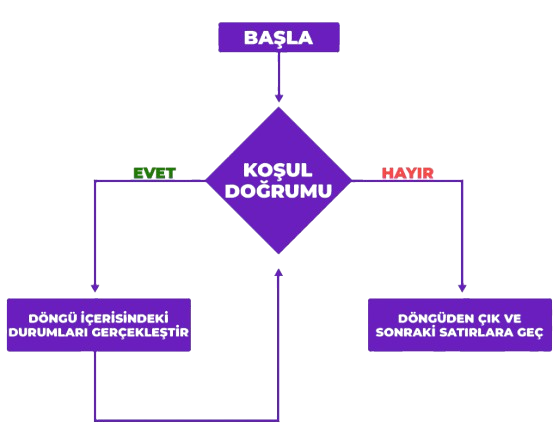 BAŞLA
EVET
KOŞUL
DOĞRUMU
HAYIR
DÖNGÜ İÇERİSİNDEKİ
DURUMLARI GERÇEKLEŞTİR
DÖNGÜDEN ÇIK VE
SONRAKİ SATIRLARA GEÇ